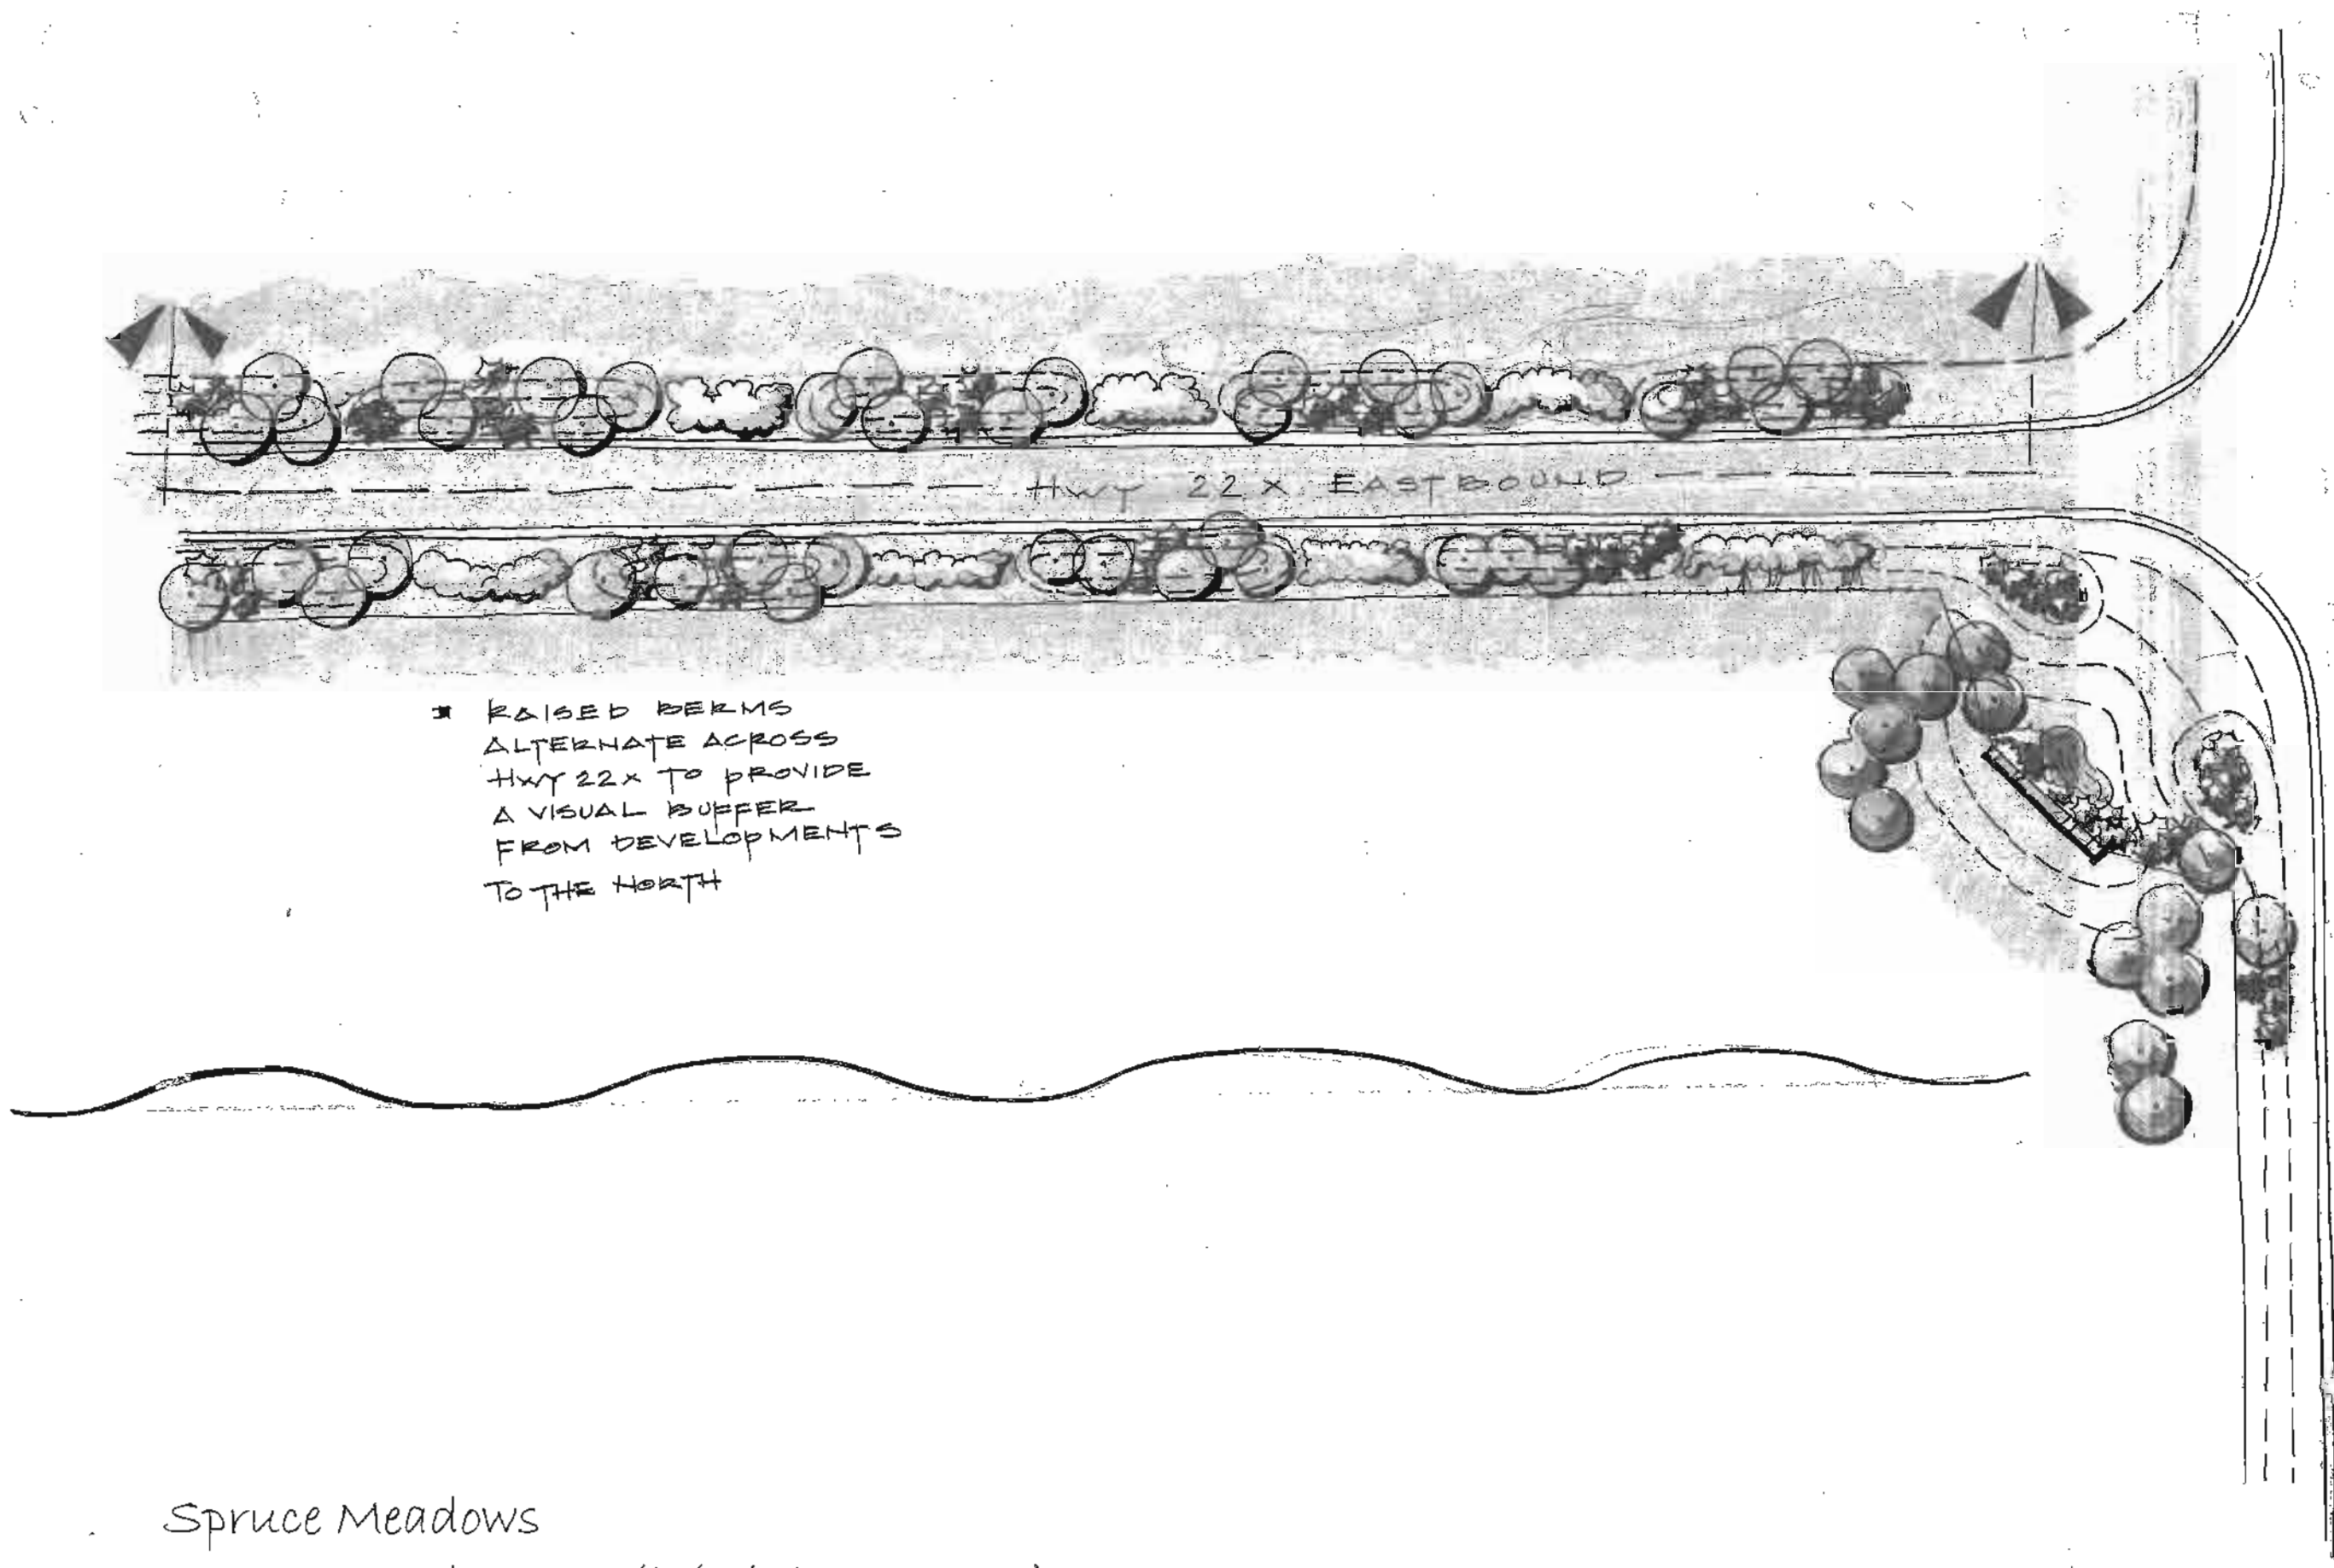 HWY 22X EASTBOUND
* RAISED BERMS
ALTERNATE ACROSS
HWY 22X TO PROVIDE
A VISUAL BUFFER
FROM DEVELOPMENTS
TO THE NORTH
Spruce Meadows